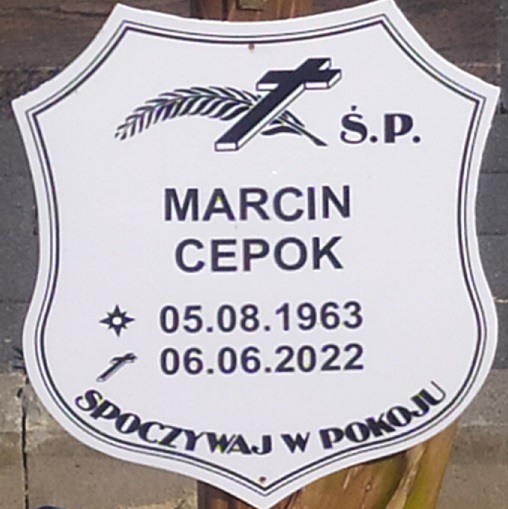 Ś.P.
MARCIN
CEPOK
05.08.1963
06.06.2022
SPOCZYWAJ W POKOJU